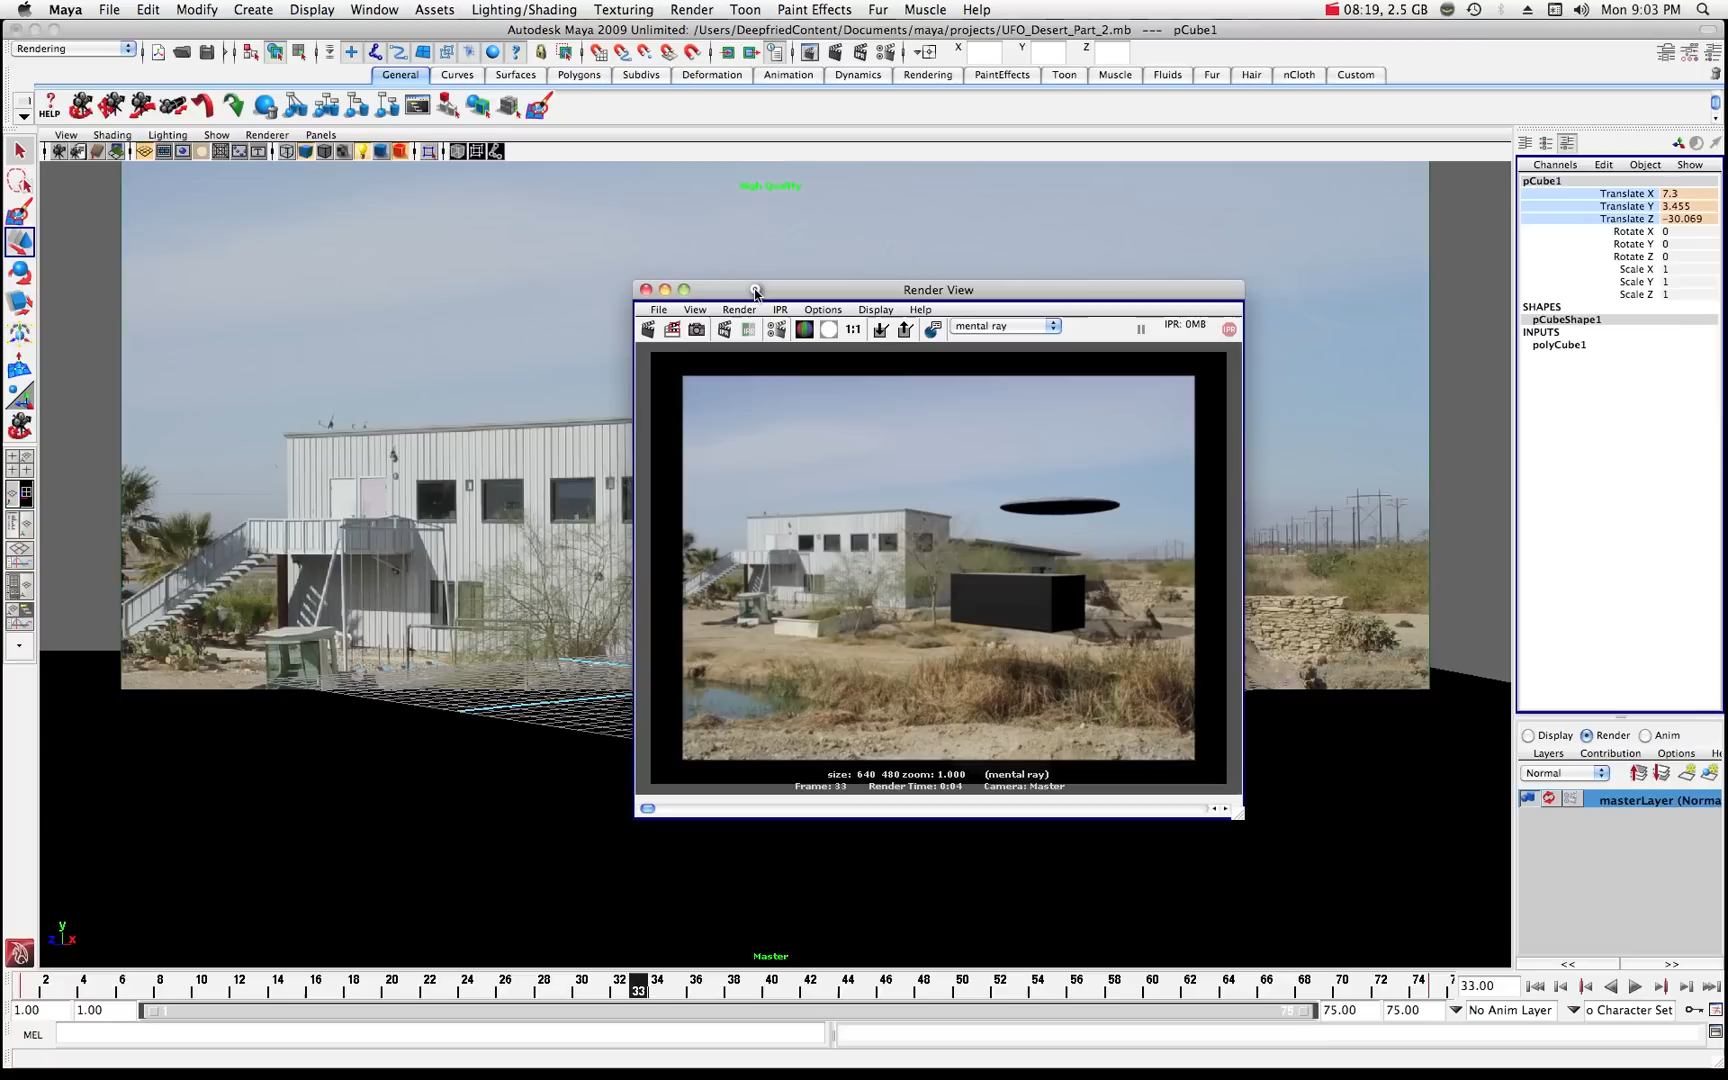 Maya File Edit Modify Create Display Window Assets Lighting/Shading Texturing Render Toon Paint Effects Fur Muscle Help 08:19, 2.5 GB Mon 9:03 PM
Autodesk Maya 2009 Unlimited: /Users/DeepfriedContent/Documents/maya/projects/UFO_Desert_Part_2.mb --- pCube1
Rendering X Y Z
General Curves Surfaces Polygons Subdivs Deformation Animation Dynamics Rendering PaintEffects Toon Muscle Fluids Fur Hair nCloth Custom
? HELP
View Shading Lighting Show Renderer Panels
High Quality
Channels Edit Object Show
pCube1
Translate X 7.3
Translate Y 3.455
Translate Z -30.069
Rotate X 0
Rotate Y 0
Rotate Z 0
Scale X 1
Scale Y 1
Scale Z 1
SHAPES
pCubeShape1
INPUTS
polyCube1
Render View
File View Render IPR Options Display Help
1:1 mental ray IPR: 0MB IPR
size: 640 480 zoom: 1.000 (mental ray)
Frame: 33 Render Time: 0:04 Camera: Master
Display Render Anim
Layers Contribution Options He
Normal
masterLayer (Norma
<< >>
y
z x
Master
2 4 6 8 10 12 14 16 18 20 22 24 26 28 30 32 34 36 38 40 42 44 46 48 50 52 54 56 58 60 62 64 66 68 70 72 74 7
33 33.00
1.00 1.00 1 75 75.00 75.00 No Anim Layer o Character Set
MEL